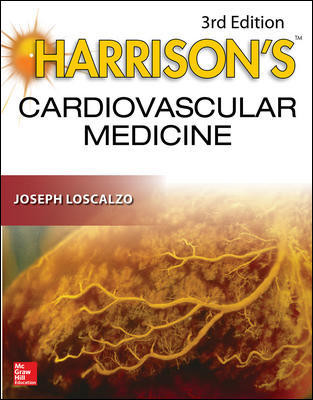 3rd Edition
HARRISON'S™
CARDIOVASCULAR
MEDICINE
JOSEPH LOSCALZO
Mc
Graw
Hill
Education